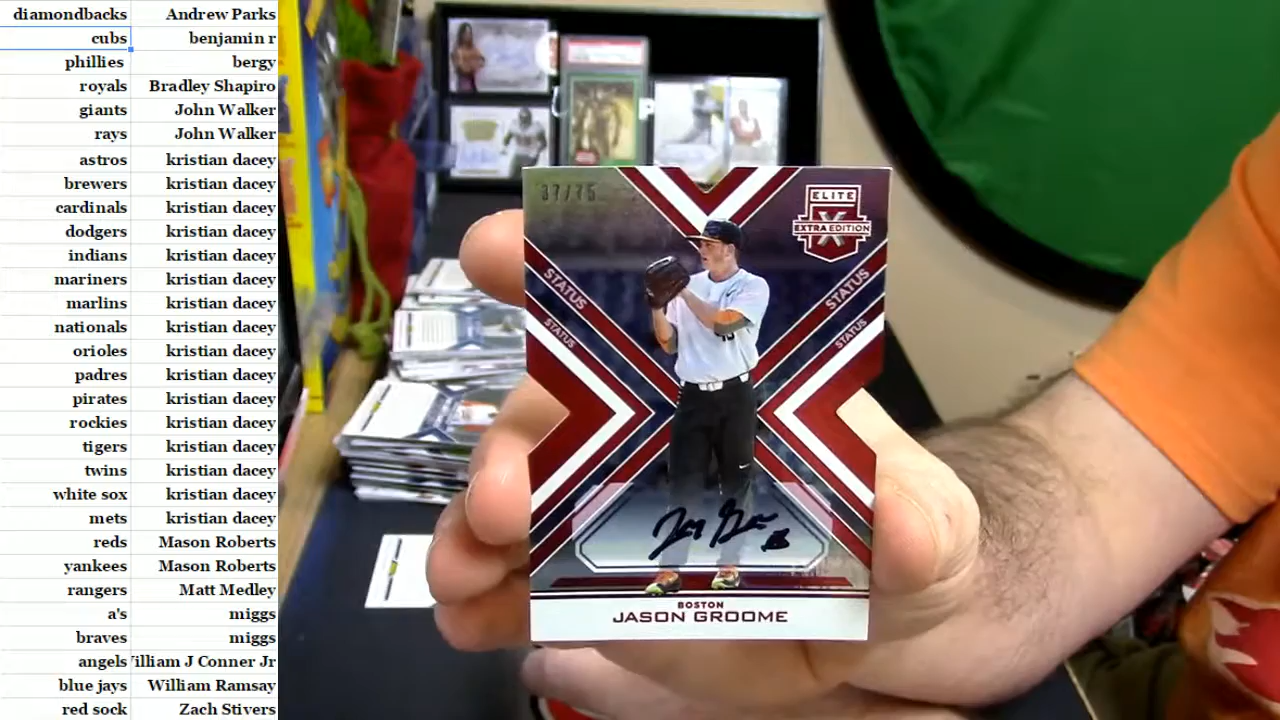 diamondbacks Andrew Parks
cubs benjamin r
phillies bergy
royals Bradley Shapiro
giants John Walker
rays John Walker
astros kristian dacey
brewers kristian dacey
cardinals kristian dacey
dodgers kristian dacey
indians kristian dacey
mariners kristian dacey
marlins kristian dacey
nationals kristian dacey
orioles kristian dacey
padres kristian dacey
pirates kristian dacey
rockies kristian dacey
tigers kristian dacey
twins kristian dacey
white sox kristian dacey
mets kristian dacey
reds Mason Roberts
yankees Mason Roberts
rangers Matt Medley
a's miggs
braves miggs
angels illiam J Conner Jr
blue jays William Ramsay
red sock Zach Stivers
37/75
ELITE
X
EXTRA EDITION
STATUS
STATUS
STATUS
STATUS
BOSTON
JASON GROOME